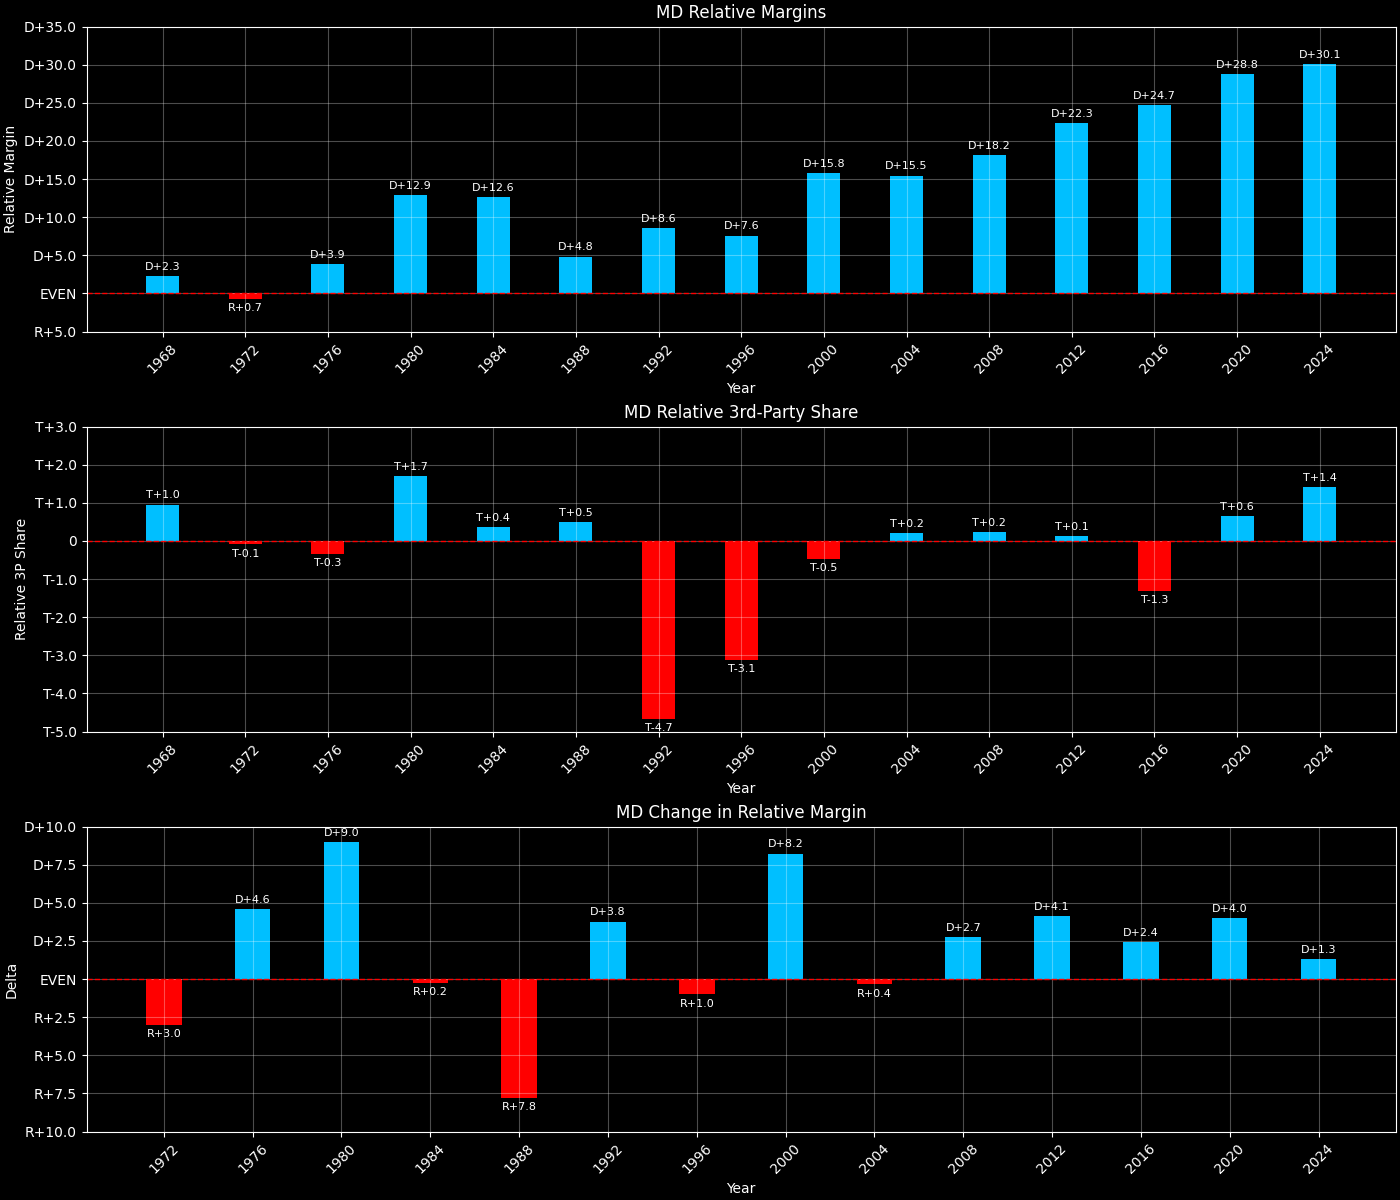 MD Relative Margins
Relative Margin
D+35.0
D+30.0
D+25.0
D+20.0
D+15.0
D+10.0
D+5.0
EVEN
R+5.0
D+2.3
R+0.7
D+3.9
D+12.9
D+12.6
D+4.8
D+8.6
D+7.6
D+15.8
D+15.5
D+18.2
D+22.3
D+24.7
D+28.8
D+30.1
1968
1972
1976
1980
1984
1988
1992
1996
2000
2004
2008
2012
2016
2020
2024
Year
MD Relative 3rd-Party Share
Relative 3P Share
T+3.0
T+2.0
T+1.0
0
T-1.0
T-2.0
T-3.0
T-4.0
T-5.0
T+1.0
T-0.1
T-0.3
T+1.7
T+0.4
T+0.5
T-4.7
T-3.1
T-0.5
T+0.2
T+0.2
T+0.1
T-1.3
T+0.6
T+1.4
1968
1972
1976
1980
1984
1988
1992
1996
2000
2004
2008
2012
2016
2020
2024
Year
MD Change in Relative Margin
Delta
D+10.0
D+7.5
D+5.0
D+2.5
EVEN
R+2.5
R+5.0
R+7.5
R+10.0
R+3.0
D+4.6
D+9.0
R+0.2
R+7.8
D+3.8
R+1.0
D+8.2
R+0.4
D+2.7
D+4.1
D+2.4
D+4.0
D+1.3
1972
1976
1980
1984
1988
1992
1996
2000
2004
2008
2012
2016
2020
2024
Year